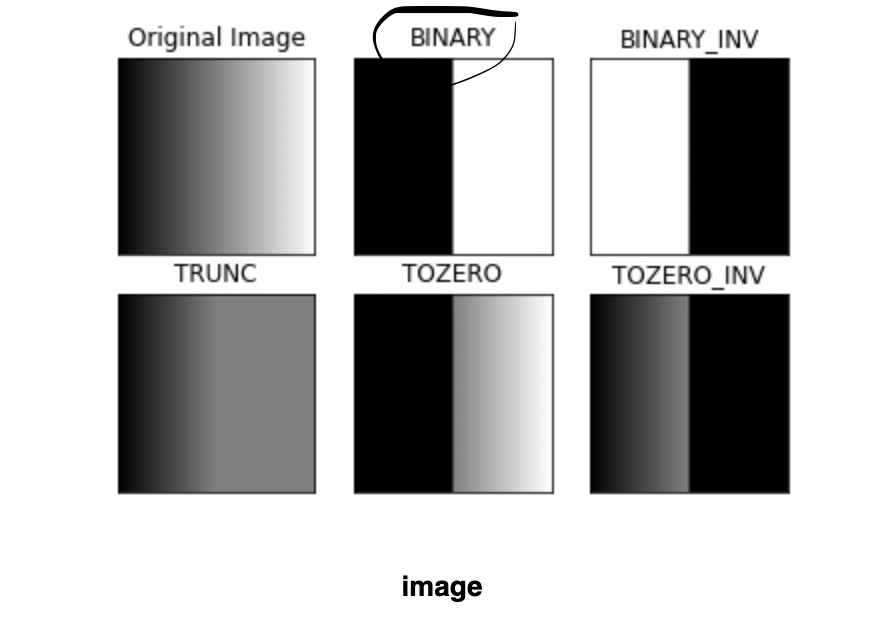 Original Image
BINARY
BINARY_INV
TRUNC
TOZERO
TOZERO_INV
image